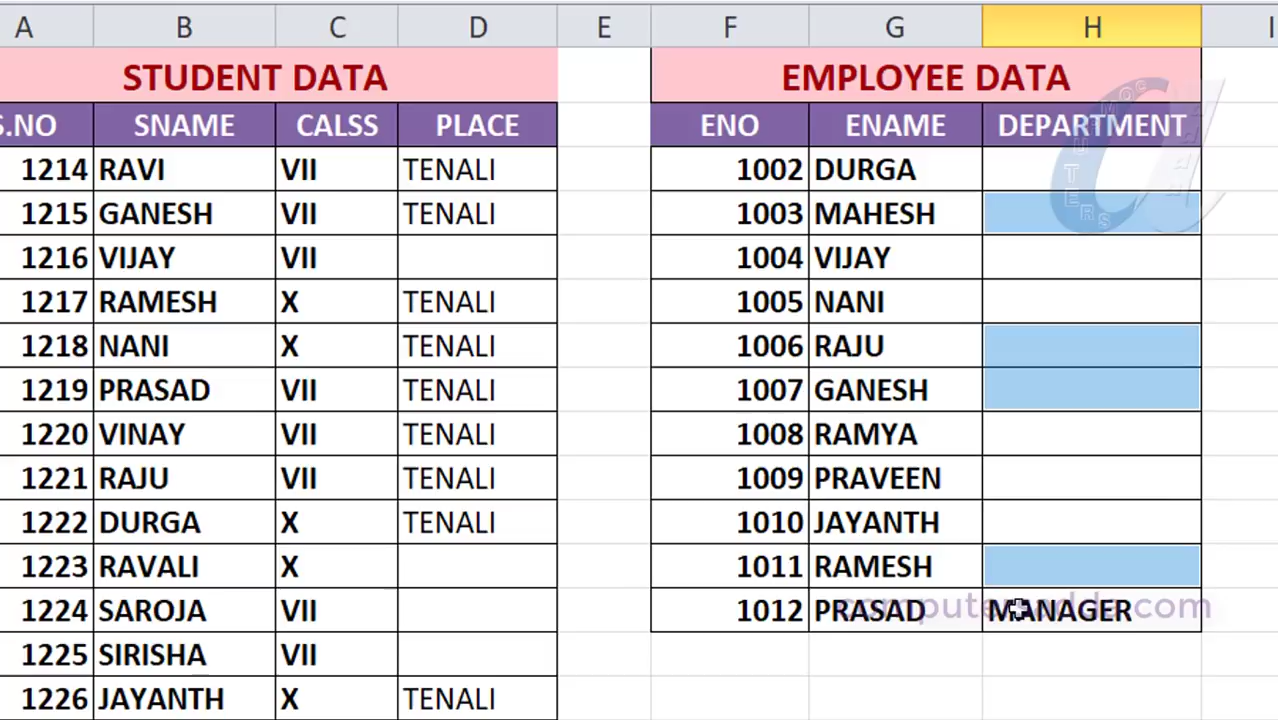 A B C D E F G H I
STUDENT DATA EMPLOYEE DATA
S.NO SNAME CALSS PLACE ENO ENAME DEPARTMENT
1214 RAVI VII TENALI 1002 DURGA
1215 GANESH VII TENALI 1003 MAHESH
1216 VIJAY VII 1004 VIJAY
1217 RAMESH X TENALI 1005 NANI
1218 NANI X TENALI 1006 RAJU
1219 PRASAD VII TENALI 1007 GANESH
1220 VINAY VII TENALI 1008 RAMYA
1221 RAJU VII TENALI 1009 PRAVEEN
1222 DURGA X TENALI 1010 JAYANTH
1223 RAVALI X 1011 RAMESH
1224 SAROJA VII 1012 PRASAD MANAGER
computersadda.com
1225 SIRISHA VII
1226 JAYANTH X TENALI